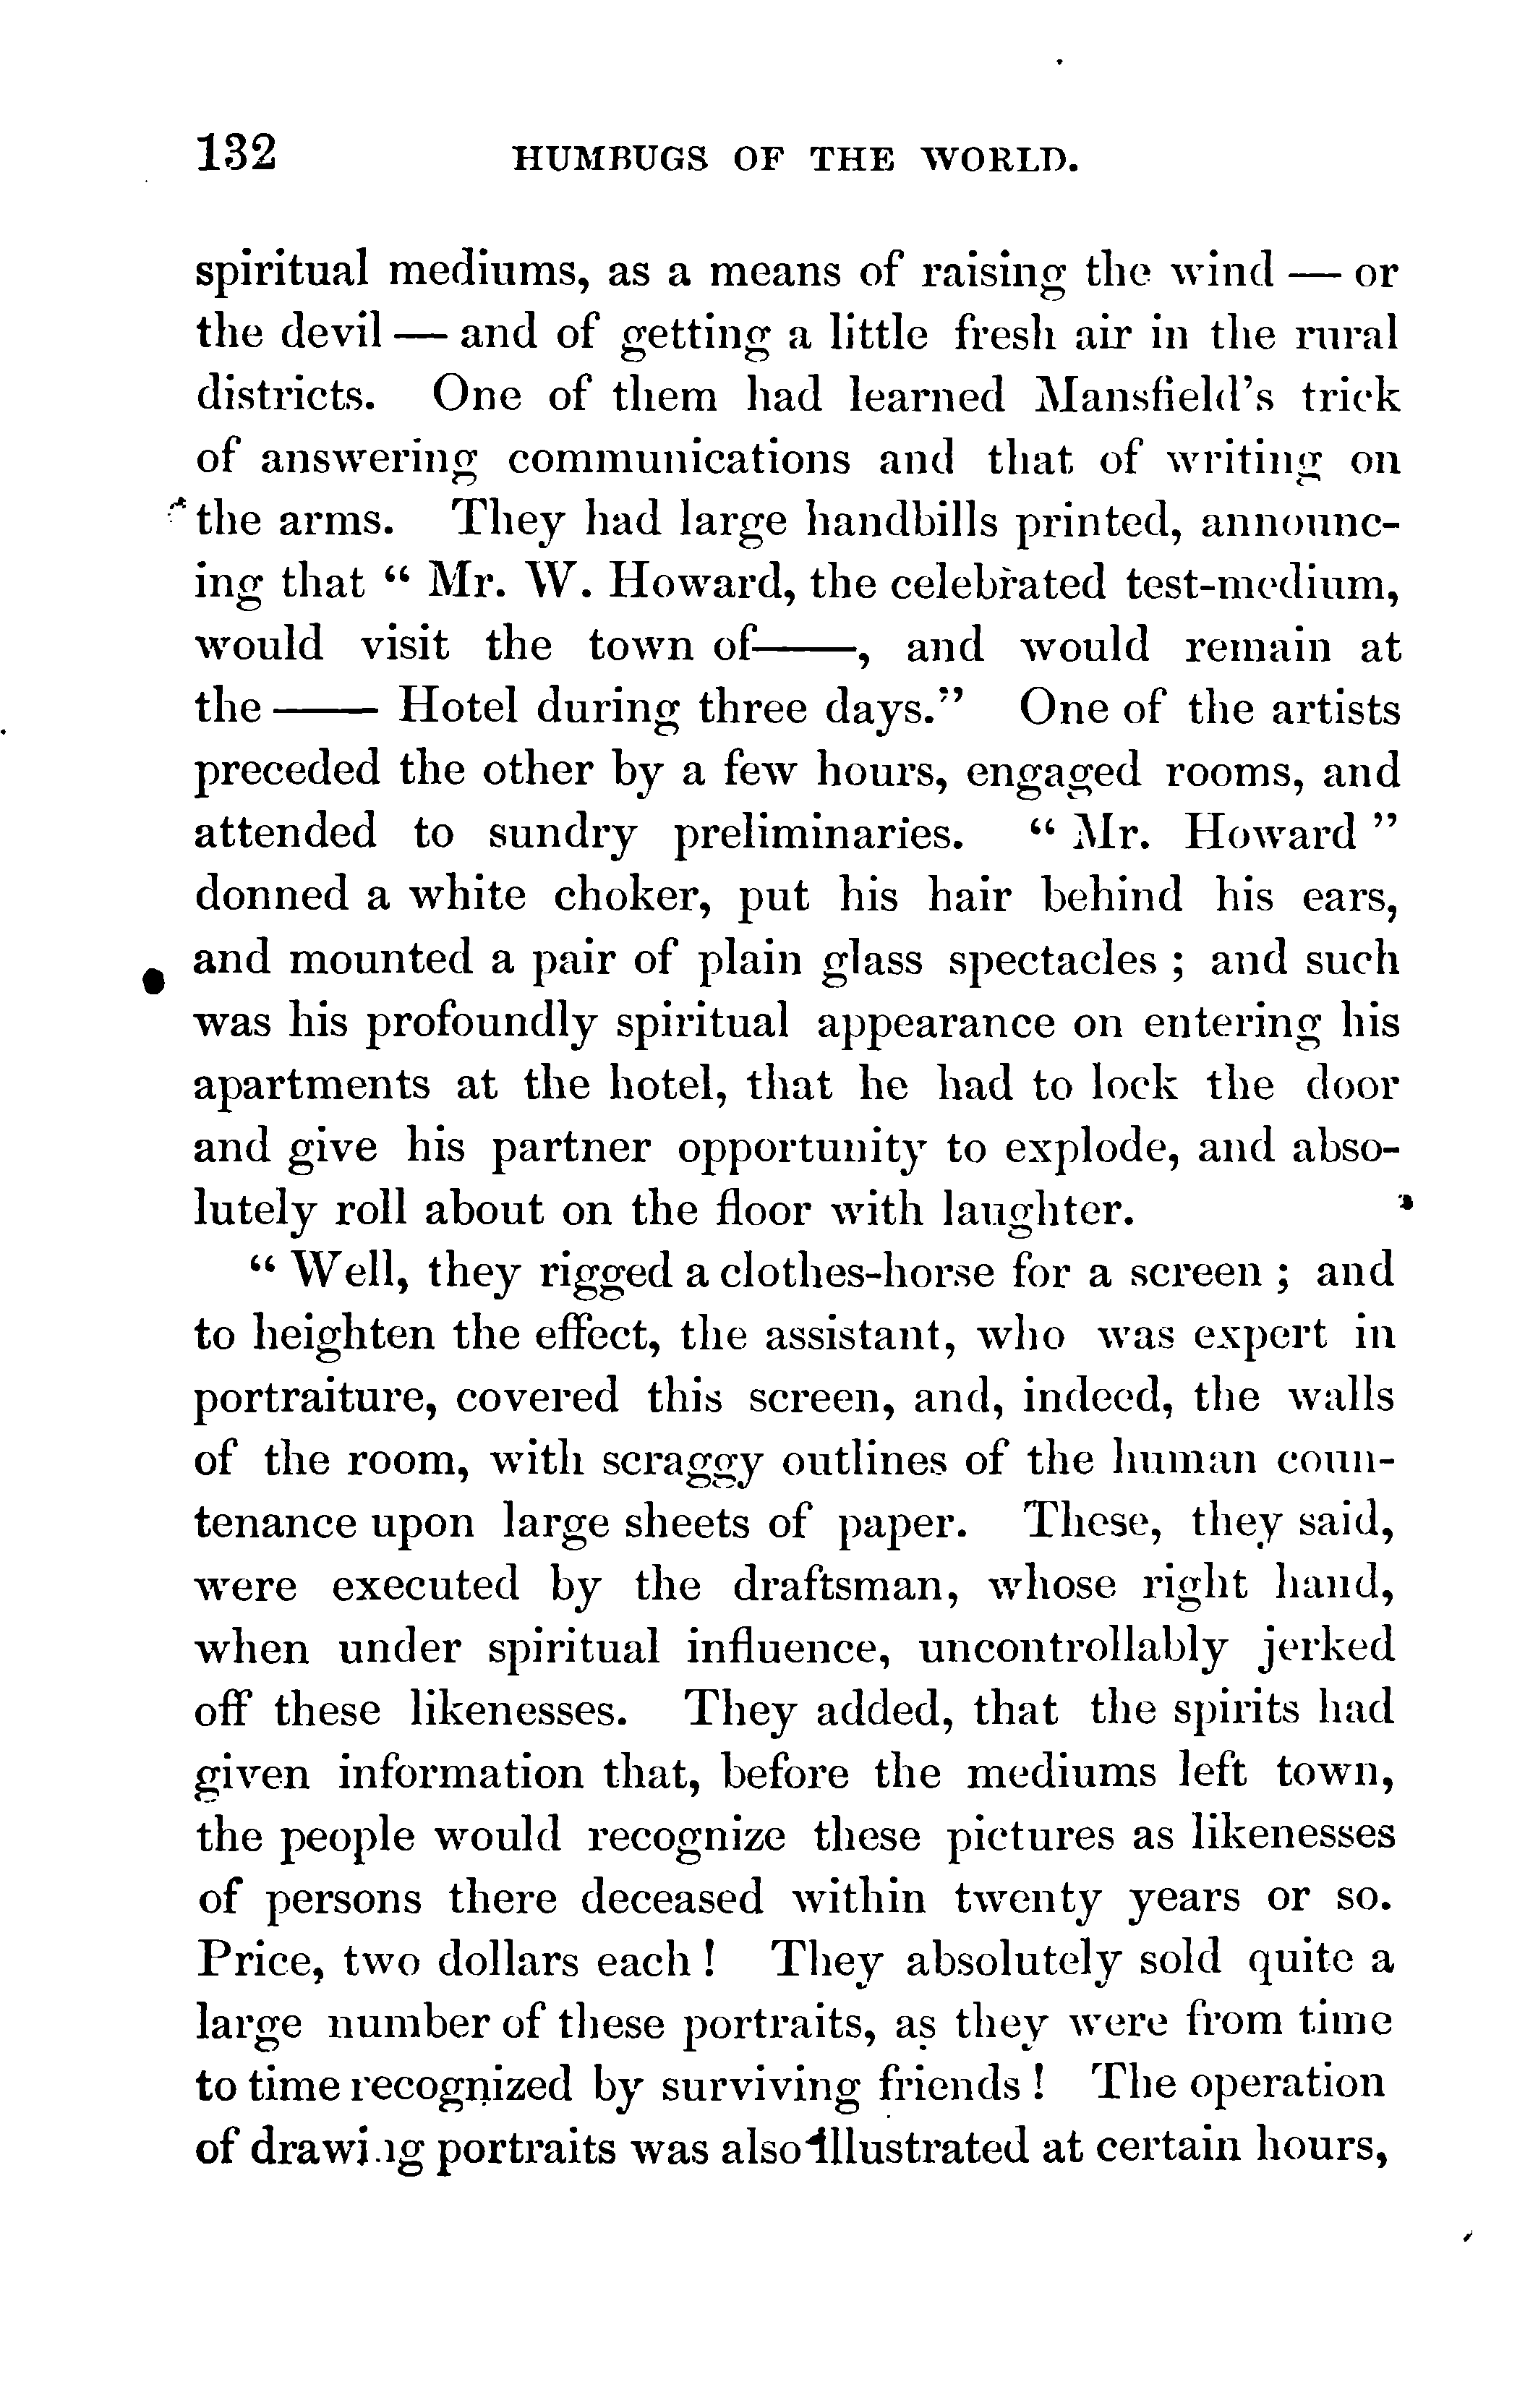 132 HUMBUGS OF THE WORLD.
spiritual mediums, as a means of raising the wind — or
the devil — and of getting a little fresh air in the rural
districts. One of them had learned Mansfield's trick
of answering communications and that of writing on
the arms. They had large handbills printed, announc-
ing that “ Mr. W. Howard, the celebrated test-medium,
would visit the town of——, and would remain at
the —— Hotel during three days.” One of the artists
preceded the other by a few hours, engaged rooms, and
attended to sundry preliminaries. “ Mr. Howard ”
donned a white choker, put his hair behind his ears,
and mounted a pair of plain glass spectacles ; and such
was his profoundly spiritual appearance on entering his
apartments at the hotel, that he had to lock the door
and give his partner opportunity to explode, and abso-
lutely roll about on the floor with laughter.
“ Well, they rigged a clothes-horse for a screen ; and
to heighten the effect, the assistant, who was expert in
portraiture, covered this screen, and, indeed, the walls
of the room, with scraggy outlines of the human coun-
tenance upon large sheets of paper. These, they said,
were executed by the draftsman, whose right hand,
when under spiritual influence, uncontrollably jerked
off these likenesses. They added, that the spirits had
given information that, before the mediums left town,
the people would recognize these pictures as likenesses
of persons there deceased within twenty years or so.
Price, two dollars each ! They absolutely sold quite a
large number of these portraits, as they were from time
to time recognized by surviving friends ! The operation
of drawing portraits was also illustrated at certain hours,